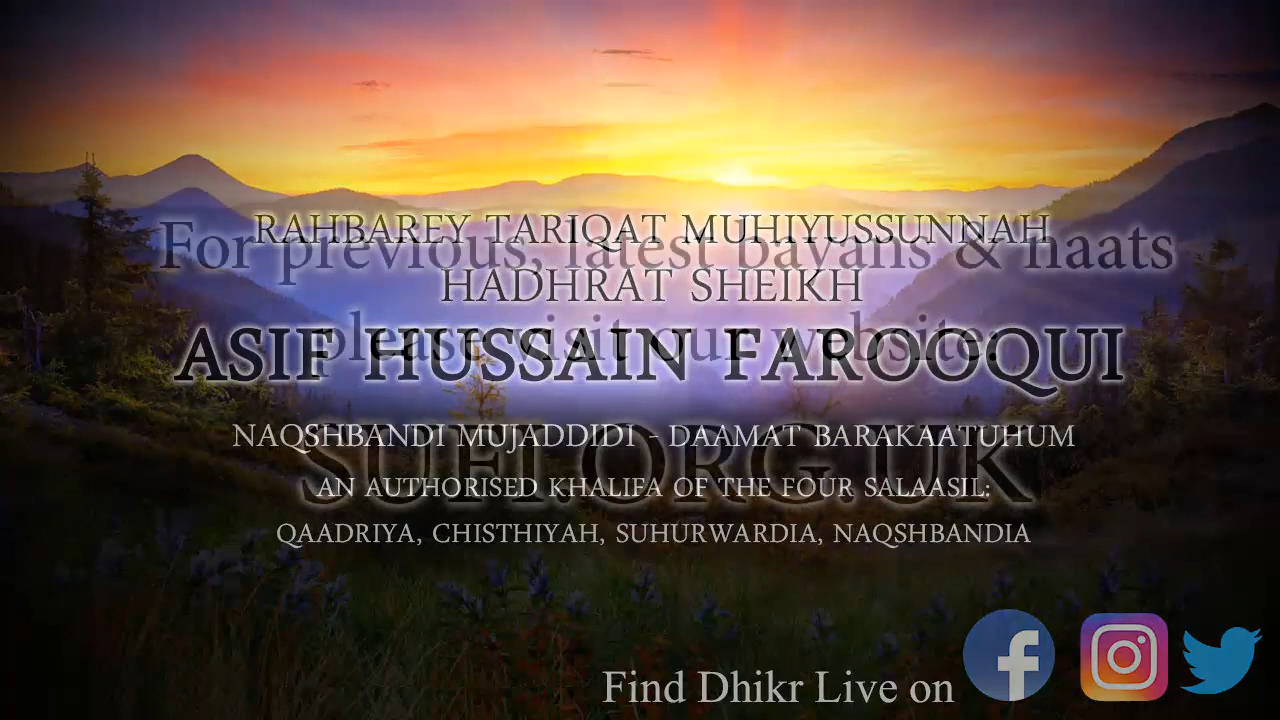 RAHBAREY TARIQAT MUHIYUSSUNNAH
For previous, latest bayans & naats
HADHRAT SHEIKH
please visit our website:
ASIF HUSSAIN FAROOQUI
NAQSHBANDI MUJADDIDI - DAAMAT BARAKAATUHUM
SUFI.ORG.UK
AN AUTHORISED KHALIFA OF THE FOUR SALAASIL:
QAADRIYA, CHISTHIYAH, SUHURWARDIA, NAQSHBANDIA
Find Dhikr Live on